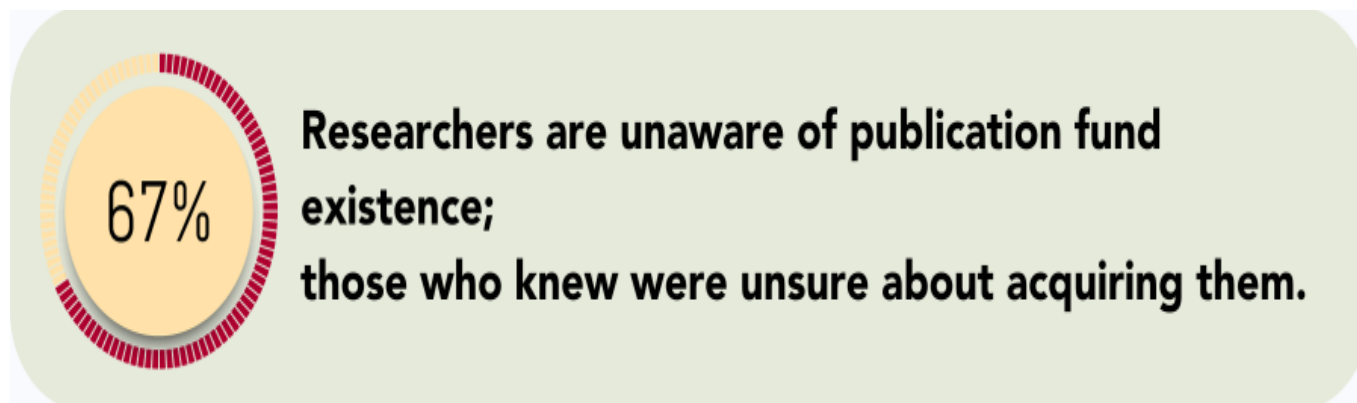 67%
Researchers are unaware of publication fund
existence;
those who knew were unsure about acquiring them.